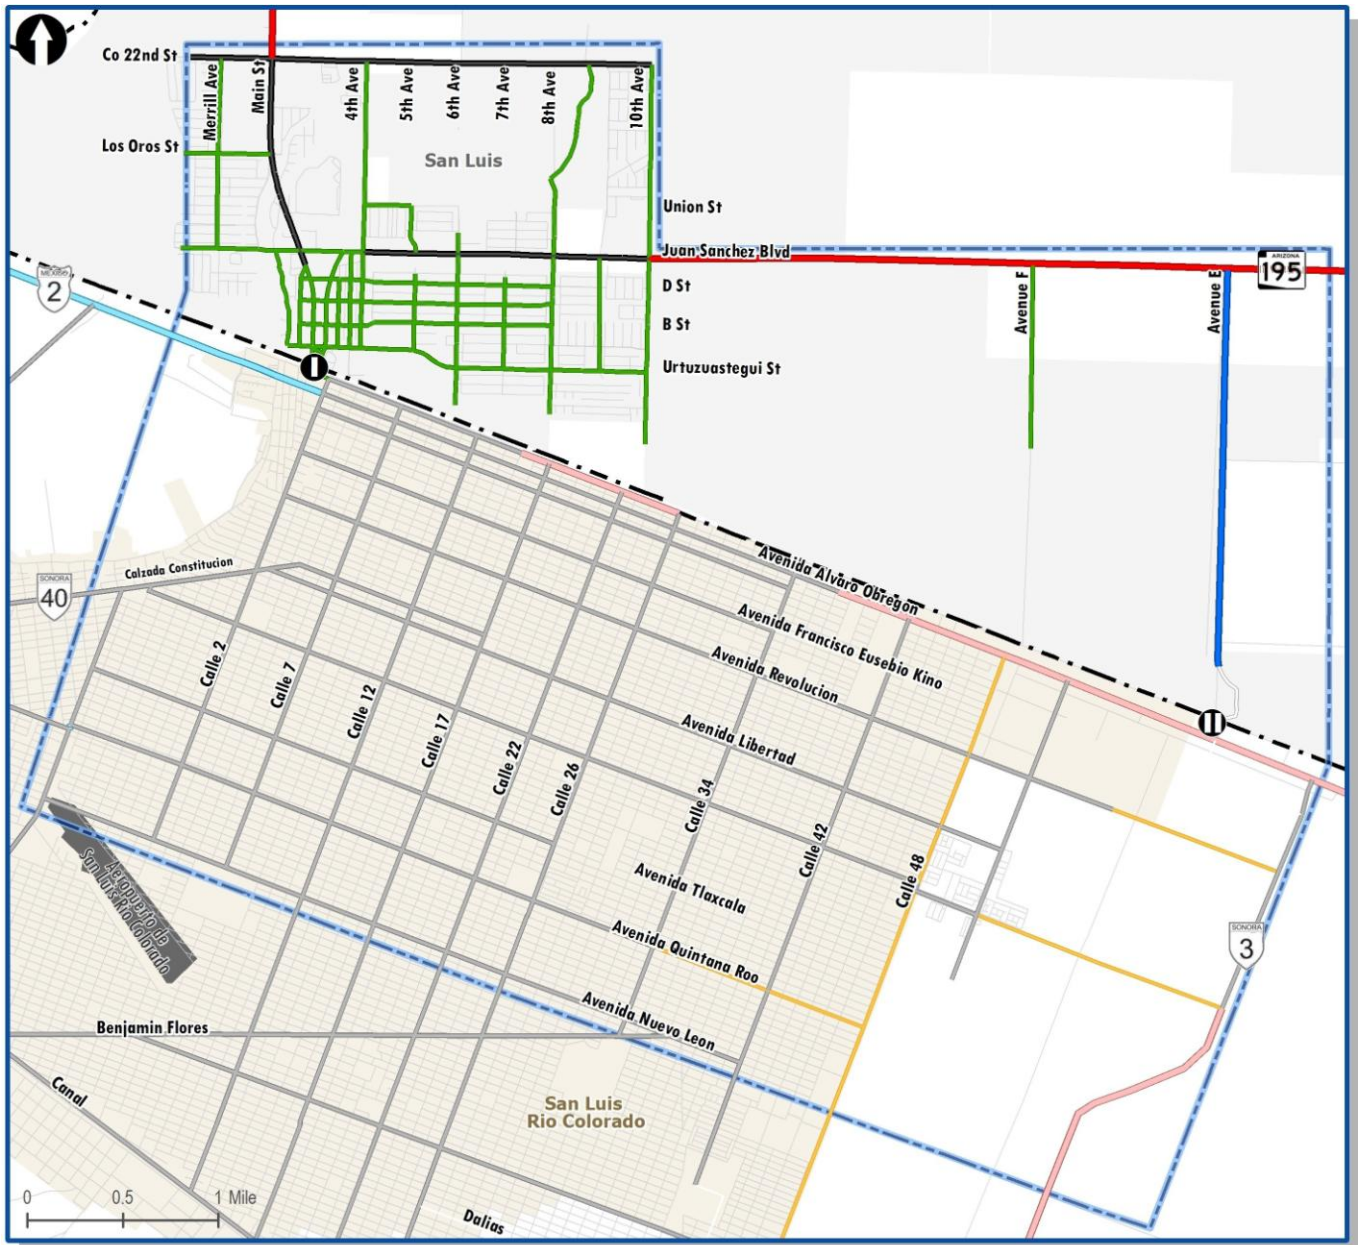 Co 22nd St
Merrill Ave
Main St
4th Ave
5th Ave
6th Ave
7th Ave
8th Ave
10th Ave
Los Oros St
San Luis
Union St
Juan Sanchez Blvd
ARIZONA
195
MEXICO
2
D St
Avenue F
Avenue E
B St
Urtuzuastegui St
I
Avenida Alvaro Obregon
Calzada Constitucion
SONORA
40
Avenida Francisco Eusebio Kino
Avenida Revolucion
Avenida Libertad
Calle 2
Calle 7
Calle 12
Calle 17
Calle 22
Calle 26
Calle 34
Calle 42
Calle 48
II
Avenida Tlaxcala
Avenida Quintana Roo
Avenida Nuevo Leon
SONORA
3
Aeropuerto de
San Luis Rio Colorado
Benjamin Flores
Canal
San Luis
Rio Colorado
0 0.5 1 Mile
Dalias